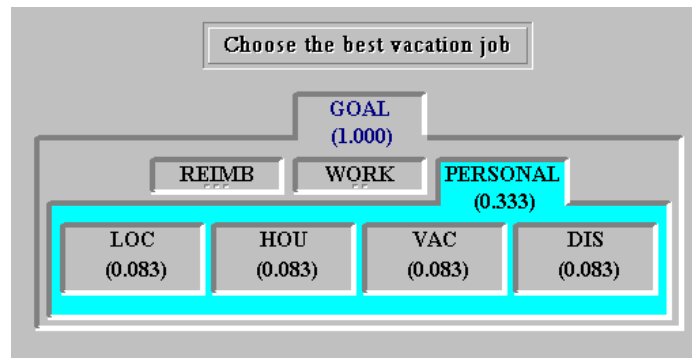 Choose the best vacation job
GOAL
(1.000)
REIMB WORK PERSONAL
(0.333)
LOC HOU VAC DIS
(0.083) (0.083) (0.083) (0.083)